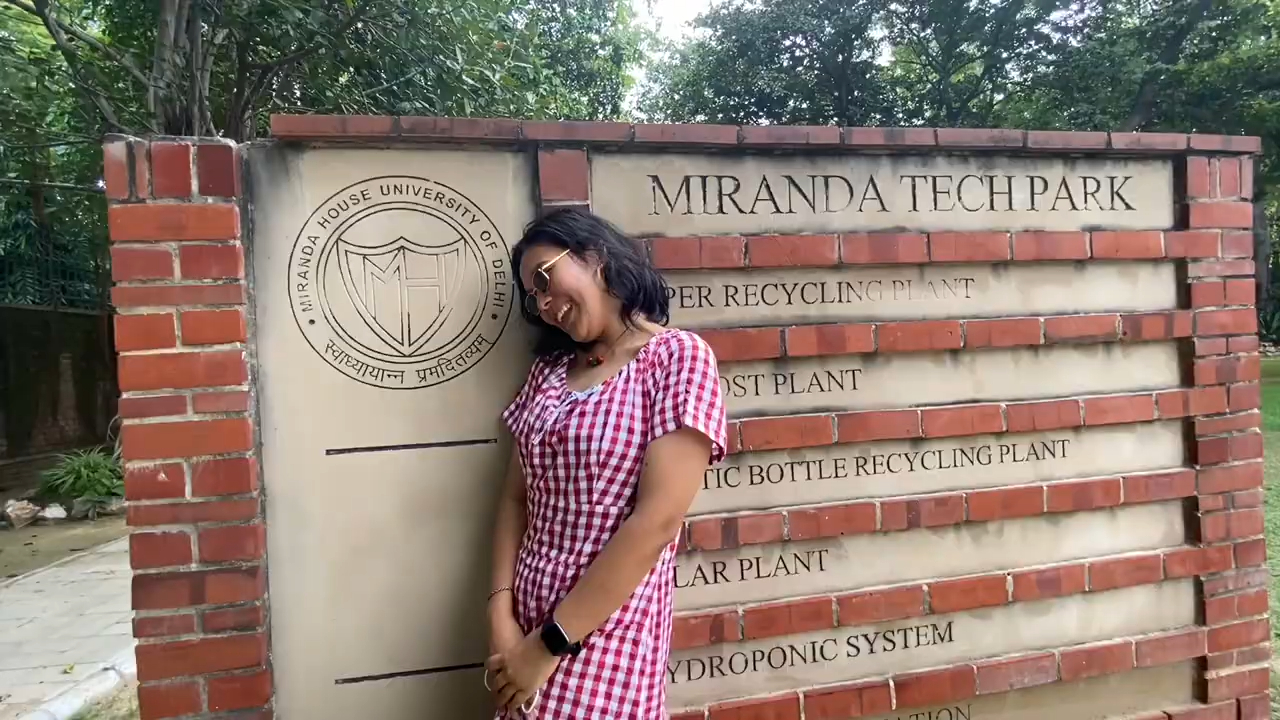 MIRANDA HOUSE UNIVERSITY OF DELHI
MH
स्वाध्यायान्न प्रमदितव्यम्
MIRANDA TECH PARK
PER RECYCLING PLANT
OST PLANT
TIC BOTTLE RECYCLING PLANT
LAR PLANT
YDROPONIC SYSTEM
ATION